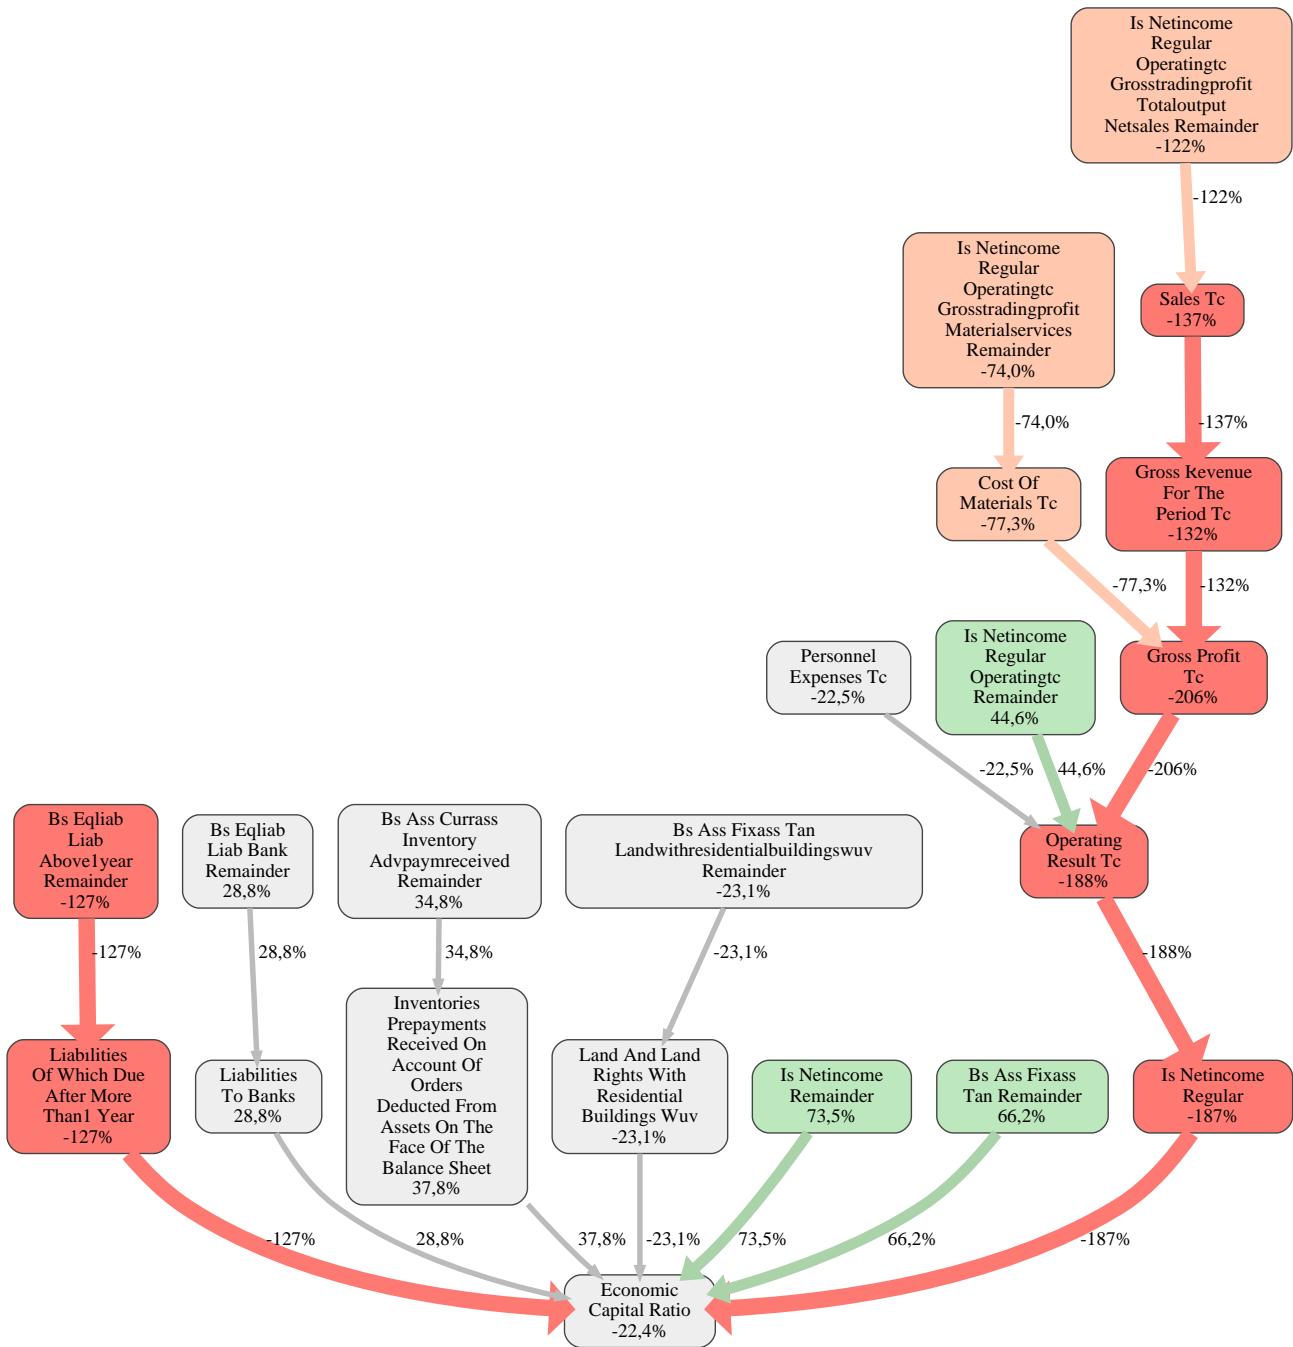 Is Netincome
Regular
Operatingtc
Grosstradingprofit
Totaloutput
Netsales Remainder
-122%
-122%
Is Netincome
Regular
Operatingtc
Grosstradingprofit
Materialservices
Remainder
-74,0%
Sales Tc
-137%
-74,0%
-137%
Cost Of
Materials Tc
-77,3%
Gross Revenue
For The
Period Tc
-132%
-77,3%
-132%
Personnel
Expenses Tc
-22,5%
Is Netincome
Regular
Operatingtc
Remainder
44,6%
Gross Profit
Tc
-206%
-22,5%
44,6%
-206%
Bs Eqliab
Liab
Above1year
Remainder
-127%
Bs Eqliab
Liab Bank
Remainder
28,8%
Bs Ass Currass
Inventory
Advpaymreceived
Remainder
34,8%
Bs Ass Fixass Tan
Landwithresidentialbuildingswuv
Remainder
-23,1%
Operating
Result Tc
-188%
-127%
28,8%
34,8%
-23,1%
-188%
Liabilities
Of Which Due
After More
Than1 Year
-127%
Liabilities
To Banks
28,8%
Inventories
Prepayments
Received On
Account Of
Orders
Deducted From
Assets On The
Face Of The
Balance Sheet
37,8%
Land And Land
Rights With
Residential
Buildings Wuv
-23,1%
Is Netincome
Remainder
73,5%
Bs Ass Fixass
Tan Remainder
66,2%
Is Netincome
Regular
-187%
-127%
28,8%
37,8%
-23,1%
73,5%
66,2%
-187%
Economic
Capital Ratio
-22,4%